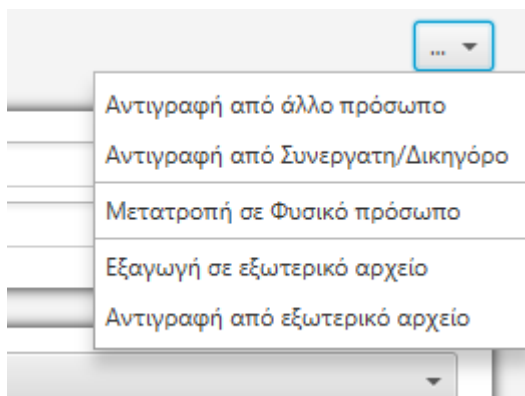 ...
Αντιγραφή από άλλο πρόσωπο
Αντιγραφή από Συνεργατη/Δικηγόρο
Μετατροπή σε Φυσικό πρόσωπο
Εξαγωγή σε εξωτερικό αρχείο
Αντιγραφή από εξωτερικό αρχείο